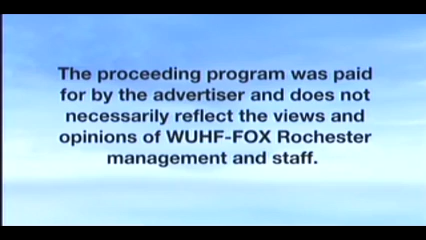 The proceeding program was paid
for by the advertiser and does not
necessarily reflect the views and
opinions of WUHF-FOX Rochester
management and staff.